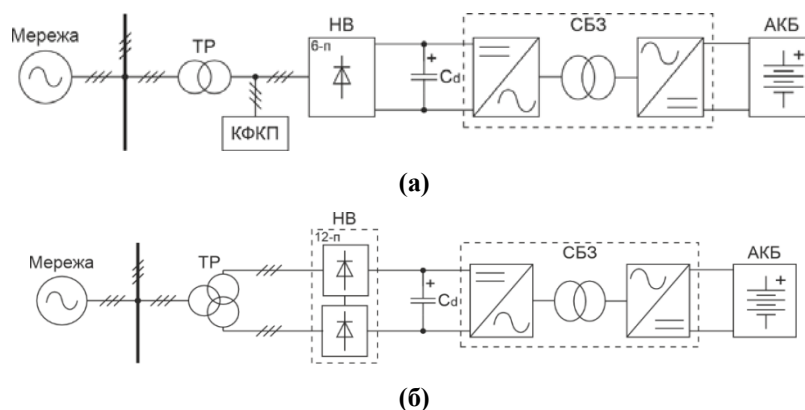 Мережа
ТР
НВ
СБЗ
АКБ
6-п
+
Cd
+
КФКП
(а)
Мережа
ТР
НВ
СБЗ
АКБ
12-п
+
Cd
+
(б)